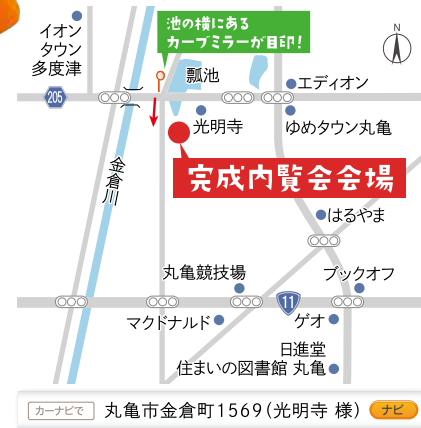 イオン
タウン
多度津
池の横にある
カーブミラーが目印!
N
瓢池
エディオン
205
光明寺
ゆめタウン丸亀
完成内覧会会場
金倉川
はるやま
丸亀競技場
ブックオフ
11
マクドナルド
ゲオ
日進堂
住まいの図書館 丸亀
カーナビで 丸亀市金倉町1569(光明寺 様) ナビ